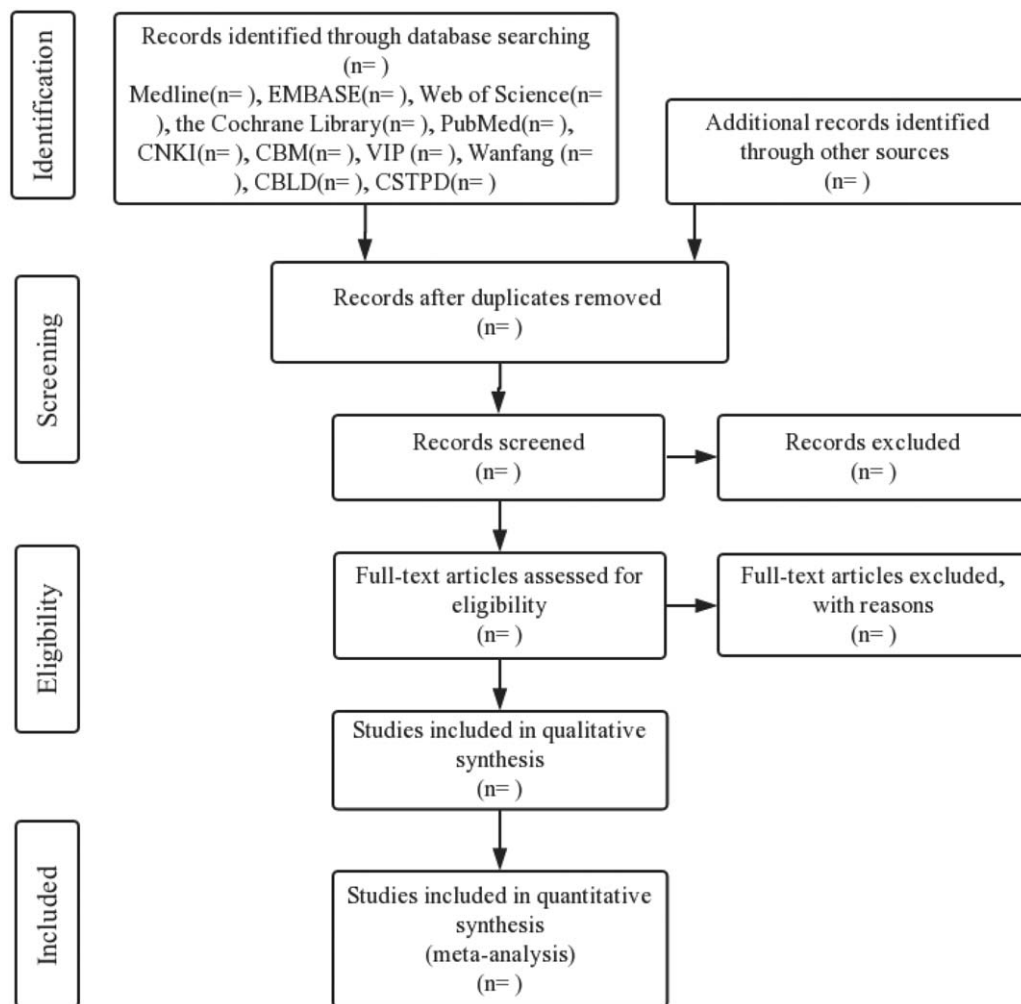 Identification
Records identified through database searching
(n= )
Medline(n= ), EMBASE(n= ), Web of Science(n=
), the Cochrane Library(n= ), PubMed(n= ),
CNKI(n= ), CBM(n= ), VIP (n= ), Wanfang (n=
), CBLD(n= ), CSTPD(n= )
Additional records identified
through other sources
(n= )
Screening
Records after duplicates removed
(n= )
Records screened
(n= )
Records excluded
(n= )
Eligibility
Full-text articles assessed for
eligibility
(n= )
Full-text articles excluded,
with reasons
(n= )
Studies included in qualitative
synthesis
(n= )
Included
Studies included in quantitative
synthesis
(meta-analysis)
(n= )